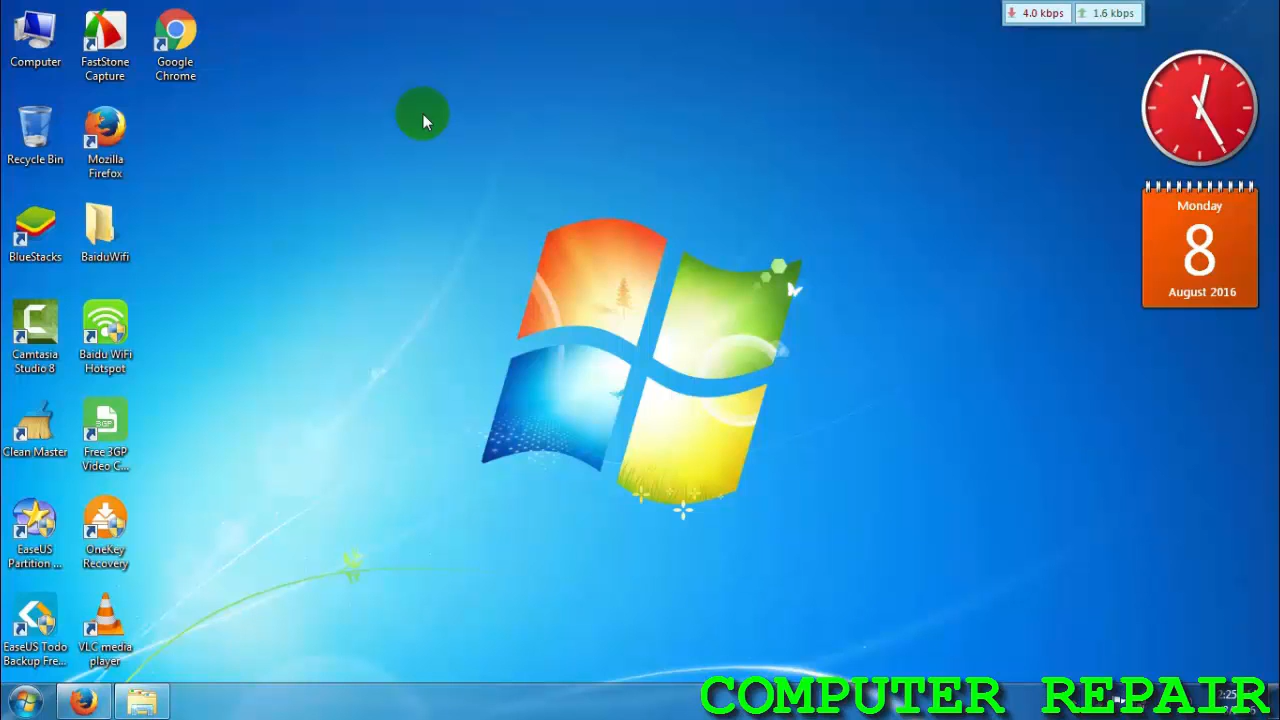 Computer
FastStone
Capture
Google
Chrome
4.0 kbps
1.6 kbps
Recycle Bin
Mozilla
Firefox
Monday
8
August 2016
BlueStacks
BaiduWifi
Camtasia
Studio 8
Baidu WiFi
Hotspot
Clean Master
3GP
Free 3GP
Video C...
EaseUS
Partition ...
OneKey
Recovery
EaseUS Todo
Backup Fre...
VLC media
player
COMPUTER REPAIR